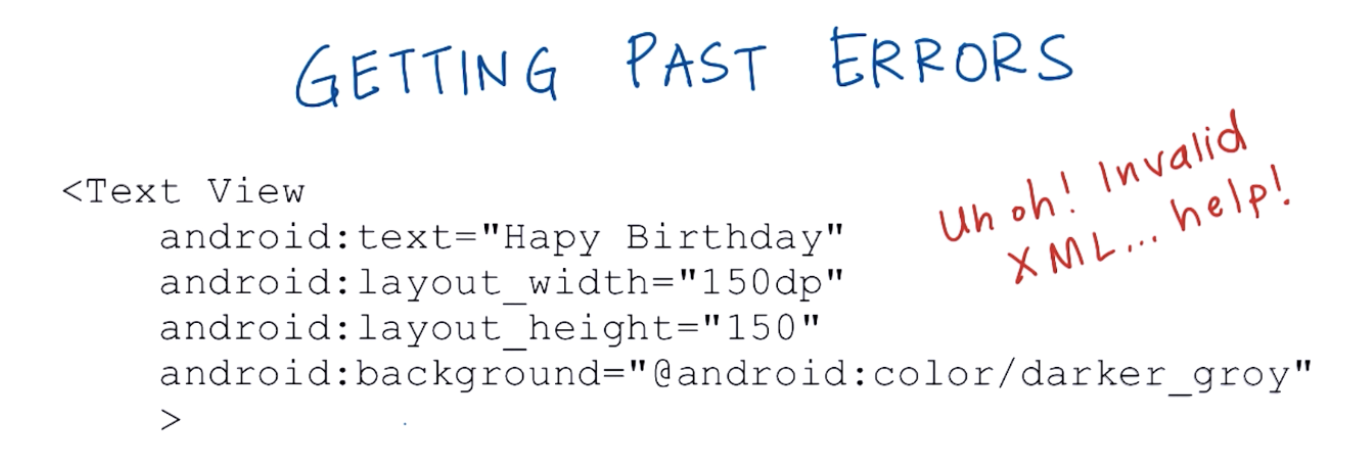 GETTING PAST ERRORS
Uh oh! Invalid
XML... help!
<Text View
    android:text="Hapy Birthday"
    android:layout_width="150dp"
    android:layout_height="150"
    android:background="@android:color/darker_groy"
    >